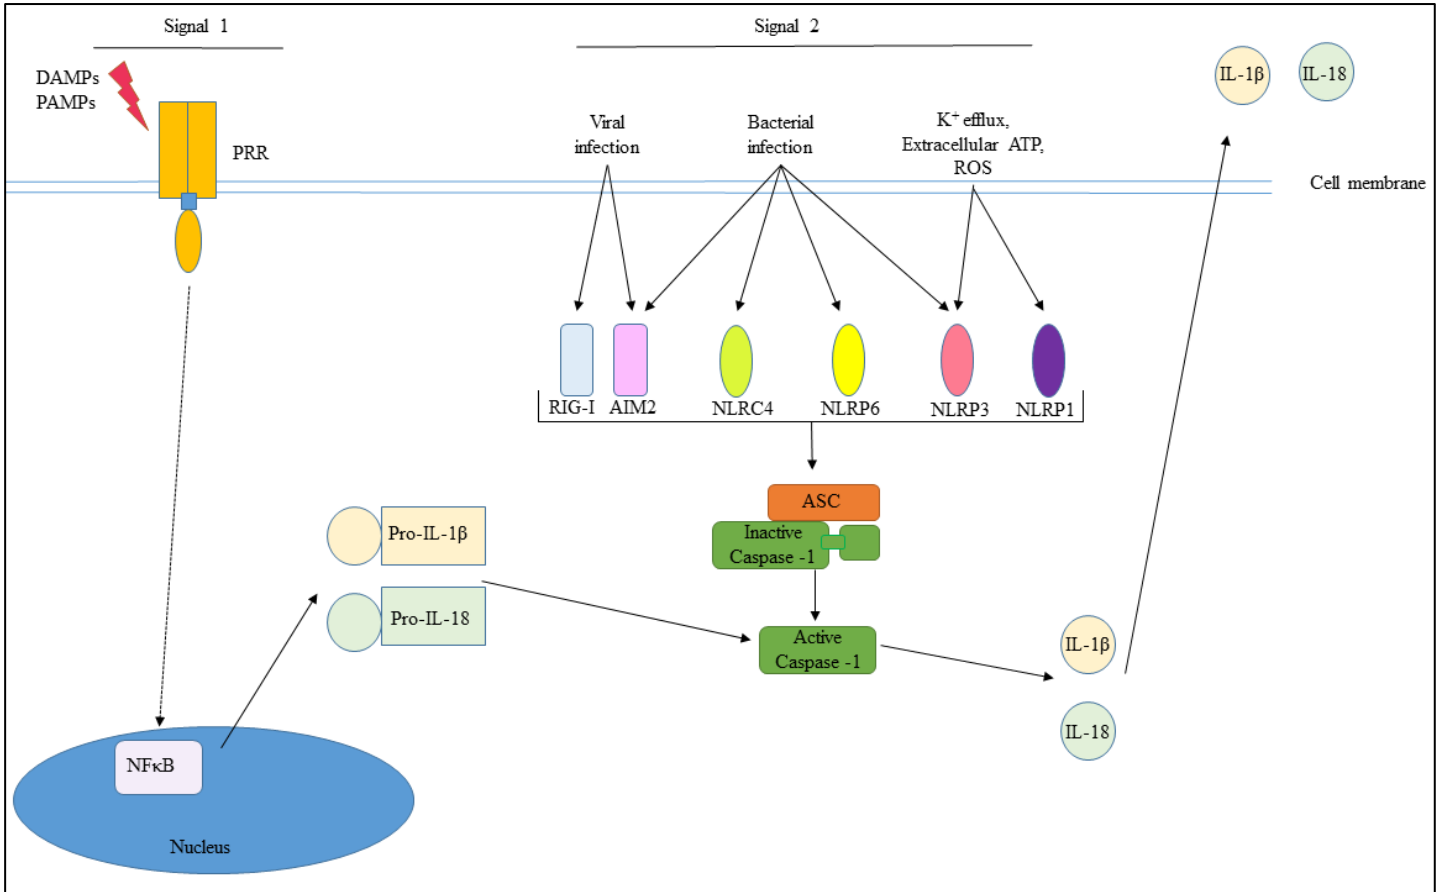 Signal 1
Signal 2
DAMPs
PAMPs
PRR
Viral
infection
Bacterial
infection
K⁺ efflux,
Extracellular ATP,
ROS
IL-1β
IL-18
Cell membrane
RIG-I
AIM2
NLRC4
NLRP6
NLRP3
NLRP1
ASC
Inactive
Caspase -1
Pro-IL-1β
Pro-IL-18
Active
Caspase -1
IL-1β
IL-18
NFκB
Nucleus